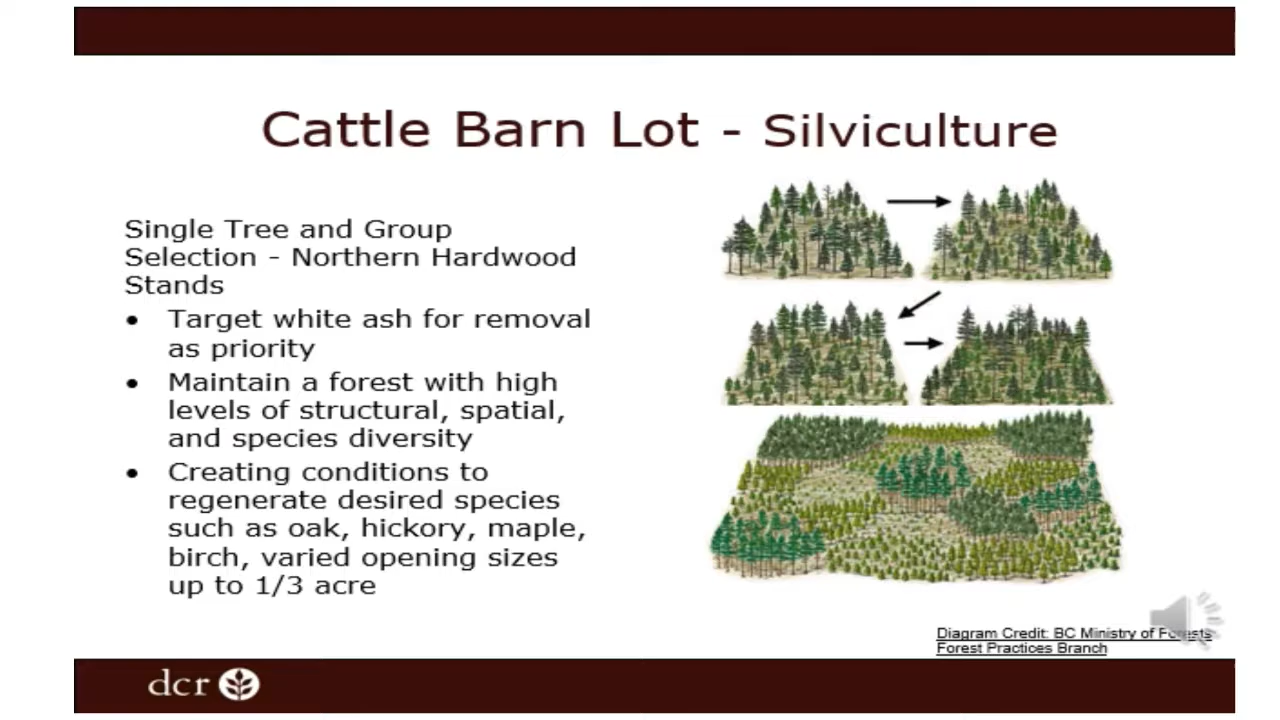 Cattle Barn Lot - Silviculture
Single Tree and Group
Selection - Northern Hardwood
Stands
• Target white ash for removal
as priority
• Maintain a forest with high
levels of structural, spatial,
and species diversity
• Creating conditions to
regenerate desired species
such as oak, hickory, maple,
birch, varied opening sizes
up to 1/3 acre
Diagram Credit: BC Ministry of Forests
Forest Practices Branch
dcr